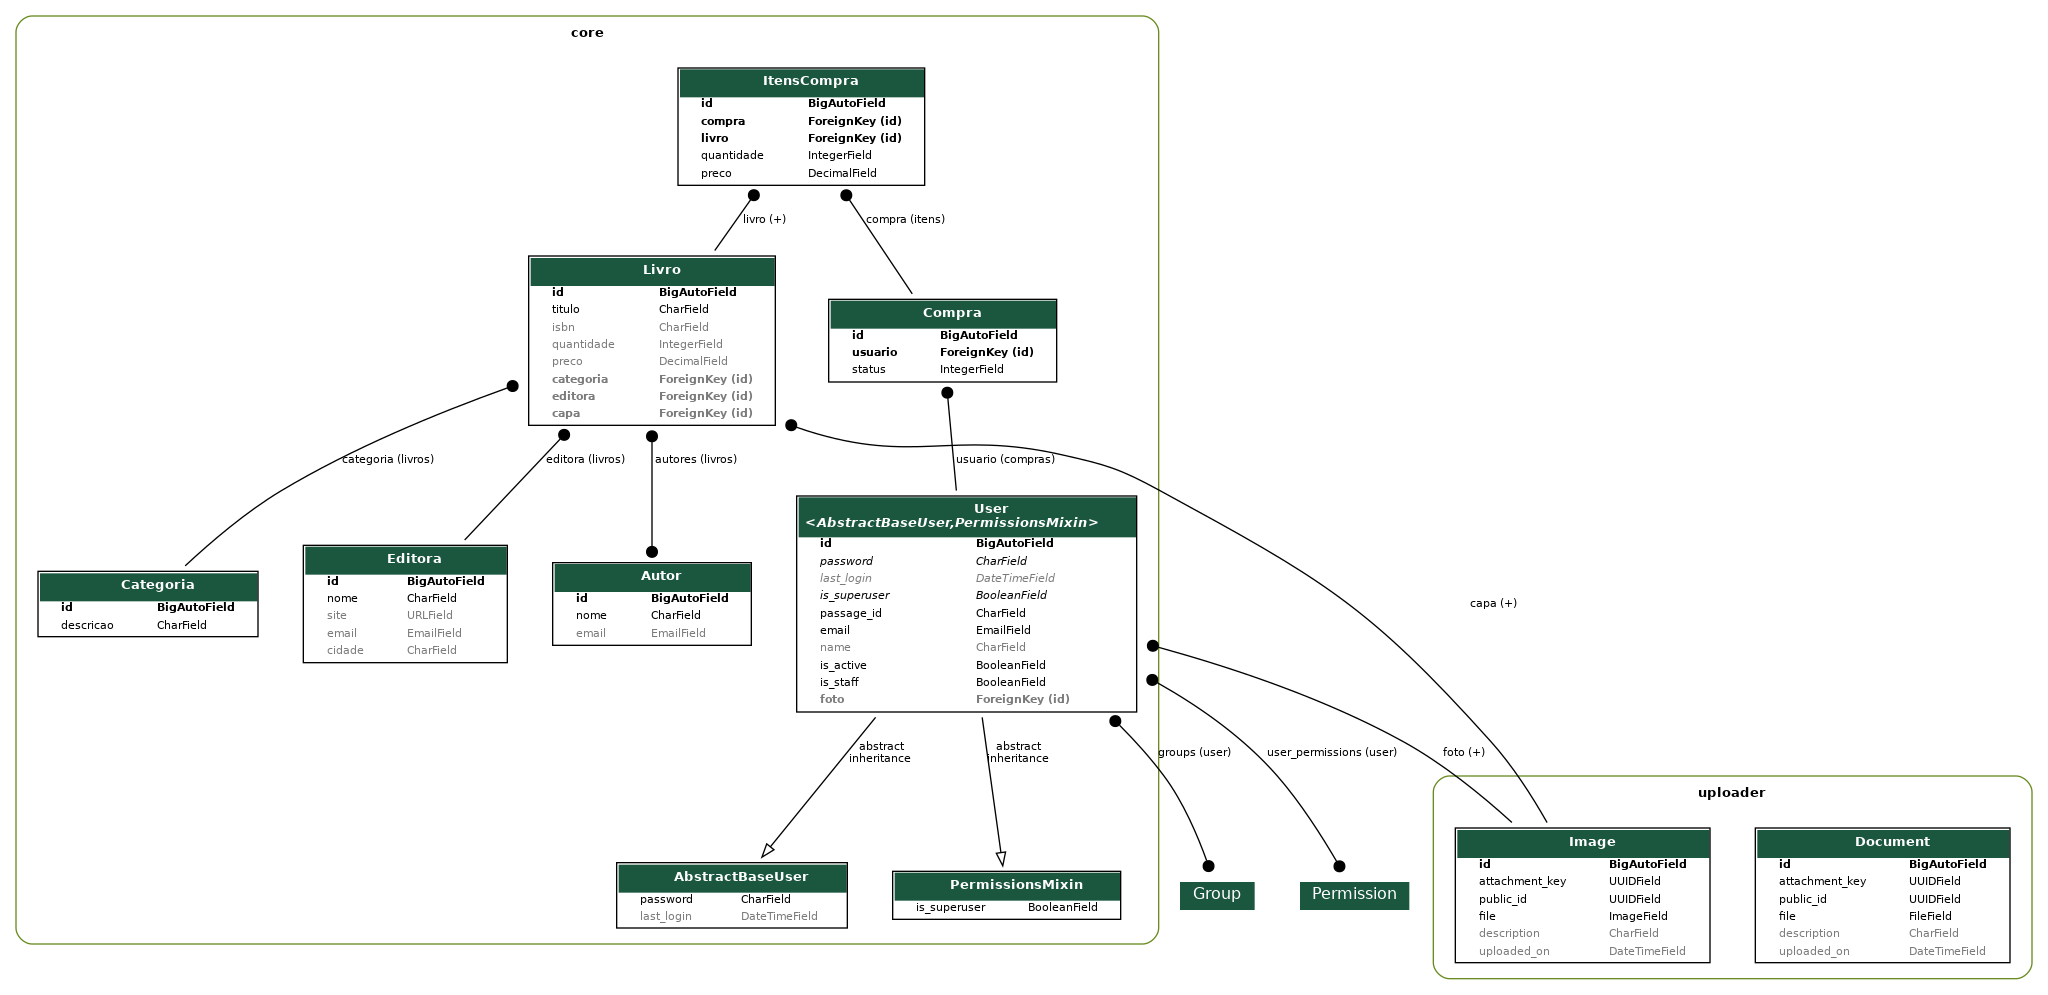 core
ItensCompra
id BigAutoField
compra ForeignKey (id)
livro ForeignKey (id)
quantidade IntegerField
preco DecimalField
livro (+)
compra (itens)
Livro
id BigAutoField
titulo CharField
isbn CharField
quantidade IntegerField
preco DecimalField
categoria ForeignKey (id)
editora ForeignKey (id)
capa ForeignKey (id)
Compra
id BigAutoField
usuario ForeignKey (id)
status IntegerField
categoria (livros)
editora (livros)
autores (livros)
usuario (compras)
capa (+)
Categoria
id BigAutoField
descricao CharField
Editora
id BigAutoField
nome CharField
site URLField
email EmailField
cidade CharField
Autor
id BigAutoField
nome CharField
email EmailField
User
<AbstractBaseUser,PermissionsMixin>
id BigAutoField
password CharField
last_login DateTimeField
is_superuser BooleanField
passage_id CharField
email EmailField
name CharField
is_active BooleanField
is_staff BooleanField
foto ForeignKey (id)
abstract
inheritance
abstract
inheritance
groups (user)
user_permissions (user)
foto (+)
AbstractBaseUser
password CharField
last_login DateTimeField
PermissionsMixin
is_superuser BooleanField
Group
Permission
uploader
Image
id BigAutoField
attachment_key UUIDField
public_id UUIDField
file ImageField
description CharField
uploaded_on DateTimeField
Document
id BigAutoField
attachment_key UUIDField
public_id UUIDField
file FileField
description CharField
uploaded_on DateTimeField